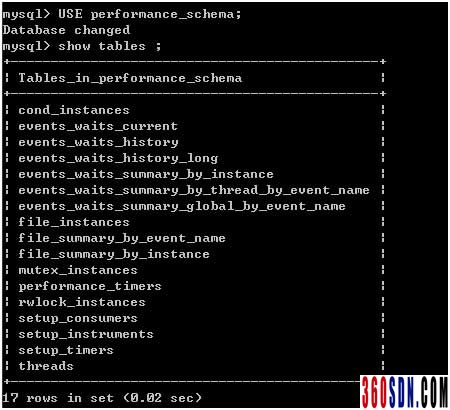 mysql> USE performance_schema;
Database changed
mysql> show tables ;
+----------------------------------------------+
| Tables_in_performance_schema |
+----------------------------------------------+
| cond_instances |
| events_waits_current |
| events_waits_history |
| events_waits_history_long |
| events_waits_summary_by_instance |
| events_waits_summary_by_thread_by_event_name |
| events_waits_summary_global_by_event_name |
| file_instances |
| file_summary_by_event_name |
| file_summary_by_instance |
| mutex_instances |
| performance_timers |
| rwlock_instances |
| setup_consumers |
| setup_instruments |
| setup_timers |
| threads |
+----------------------------------------------+
17 rows in set (0.02 sec)
360SDN.COM